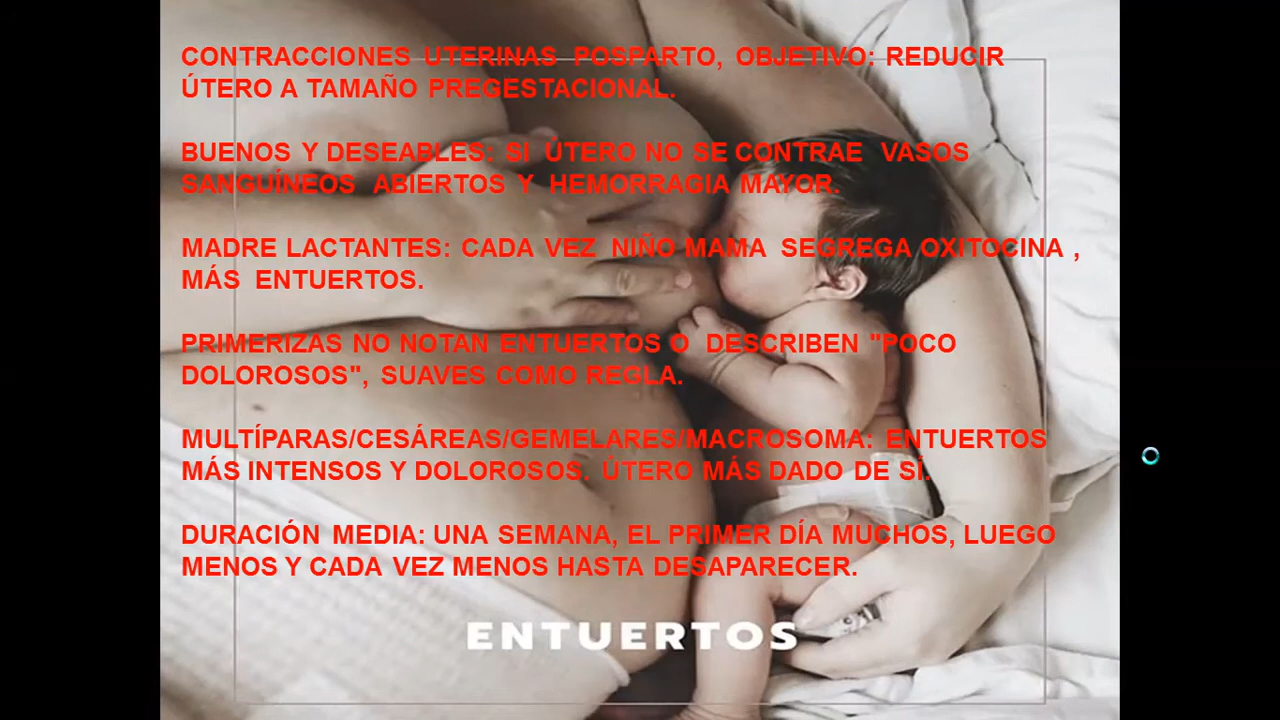 CONTRACCIONES UTERINAS POSPARTO, OBJETIVO: REDUCIR
ÚTERO A TAMAÑO PREGESTACIONAL.
BUENOS Y DESEABLES: SI ÚTERO NO SE CONTRAE VASOS
SANGUÍNEOS ABIERTOS Y HEMORRAGIA MAYOR.
MADRE LACTANTES: CADA VEZ NIÑO MAMA SEGREGA OXITOCINA ,
MÁS ENTUERTOS.
PRIMERIZAS NO NOTAN ENTUERTOS O DESCRIBEN "POCO
DOLOROSOS", SUAVES COMO REGLA.
MULTÍPARAS/CESÁREAS/GEMELARES/MACROSOMA: ENTUERTOS
MÁS INTENSOS Y DOLOROSOS. ÚTERO MÁS DADO DE SÍ.
DURACIÓN MEDIA: UNA SEMANA, EL PRIMER DÍA MUCHOS, LUEGO
MENOS Y CADA VEZ MENOS HASTA DESAPARECER.
ENTUERTOS